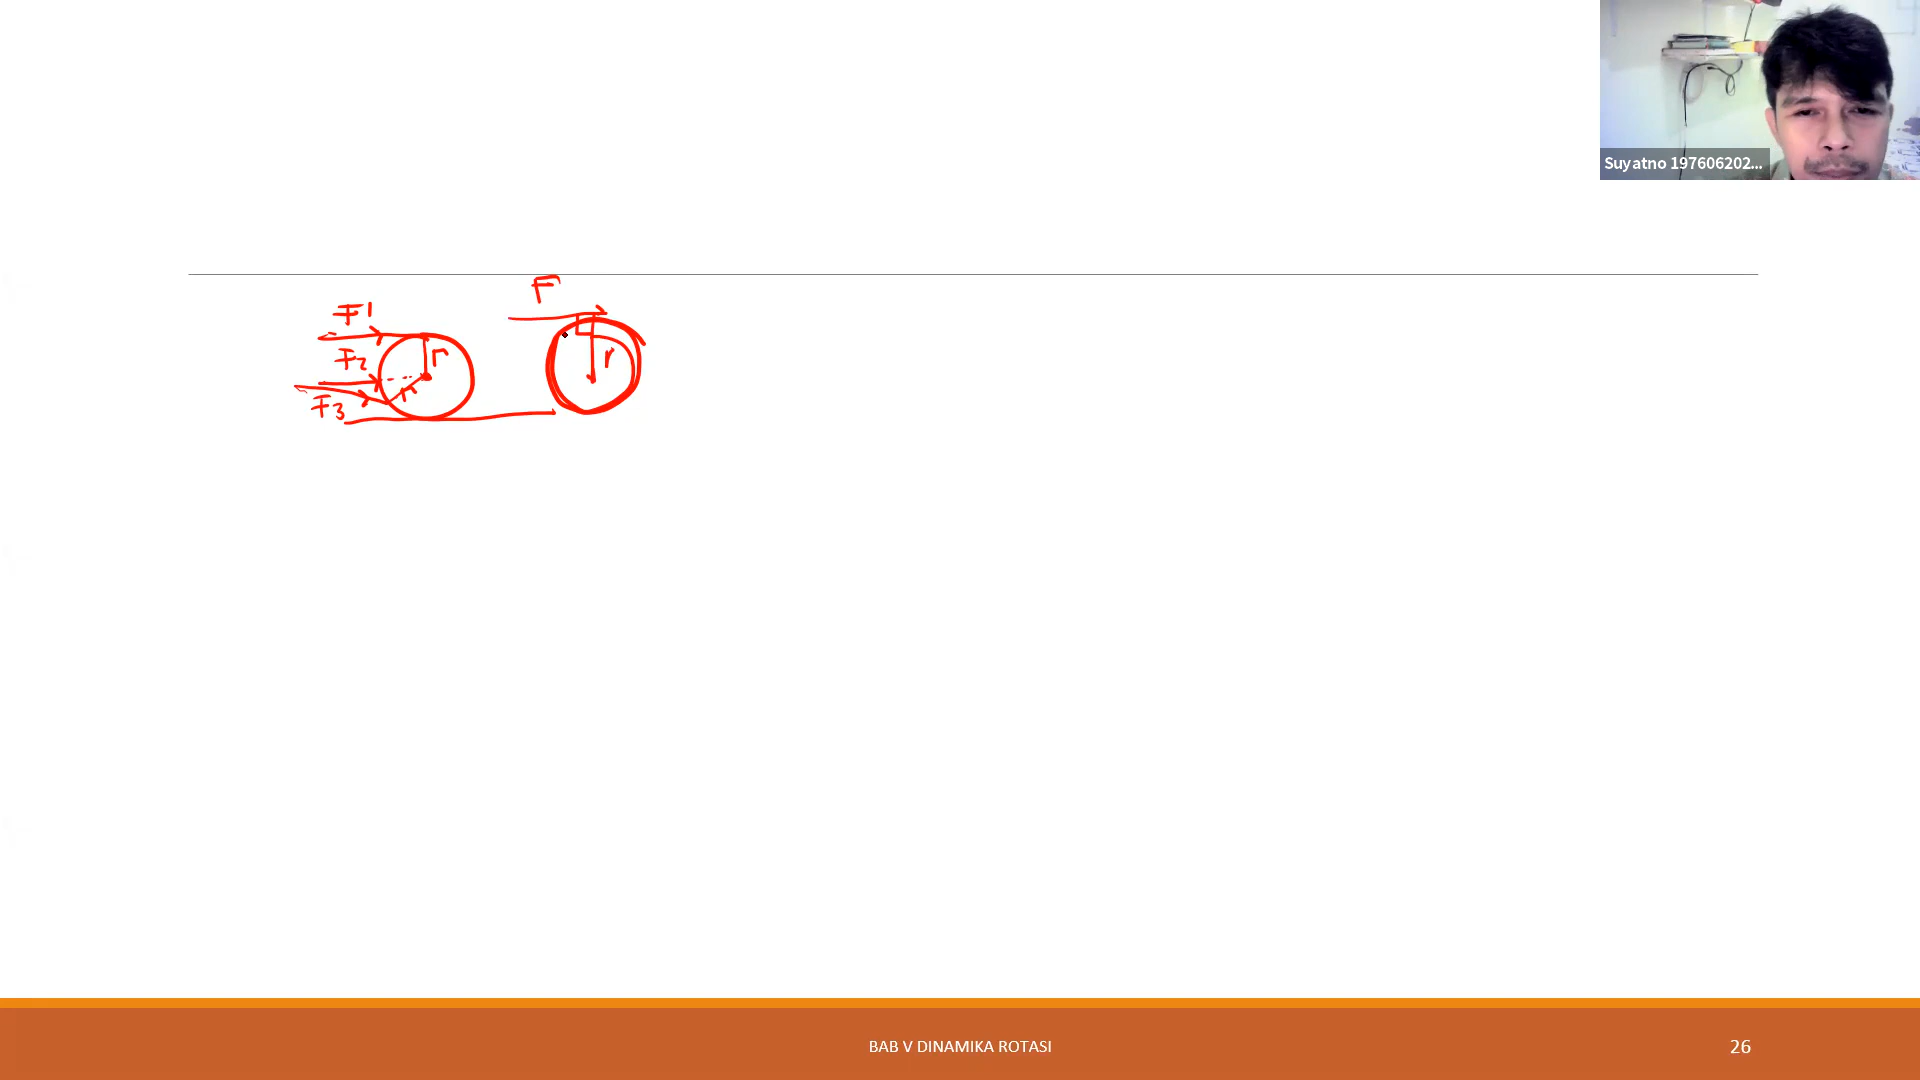 Suyatno 197606202...
F
F1
r
F2
r
r
F3
BAB V DINAMIKA ROTASI
26